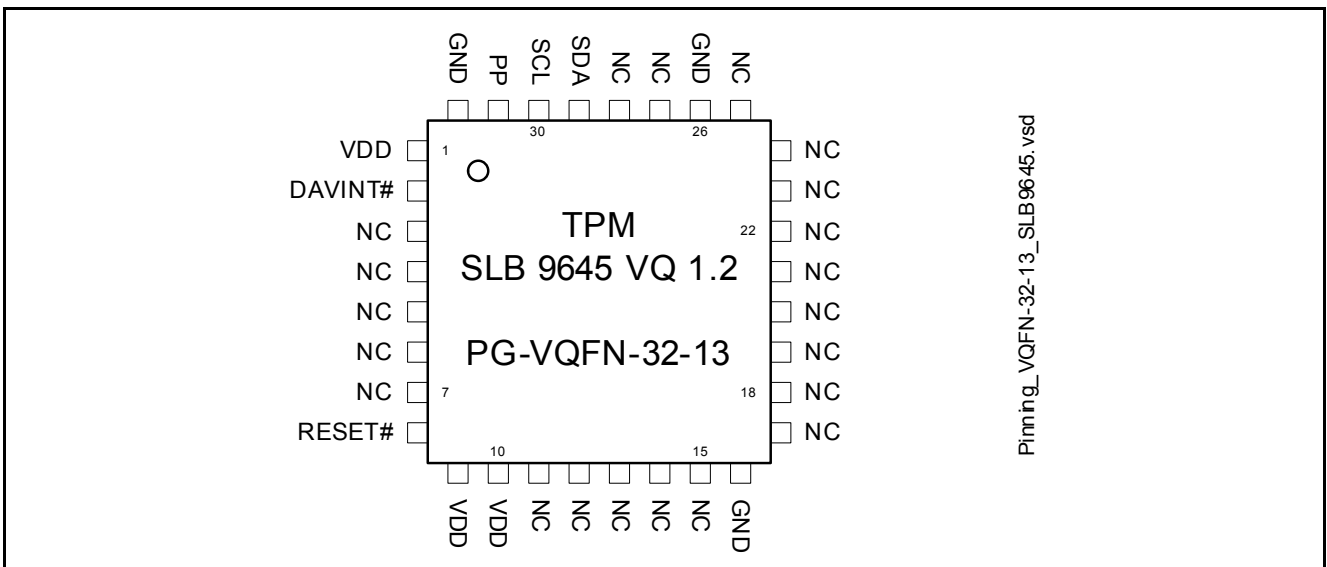 GND PP SCL SDA NC NC GND NC
30 26
VDD 1 NC
DAVINT# NC
NC 22 NC
NC NC
NC NC
NC NC
NC 7 18 NC
RESET# NC
TPM
SLB 9645 VQ 1.2
PG-VQFN-32-13
10 15
VDD VDD NC NC NC NC NC GND
Pinning_VQFN-32-13_SLB9645.vsd